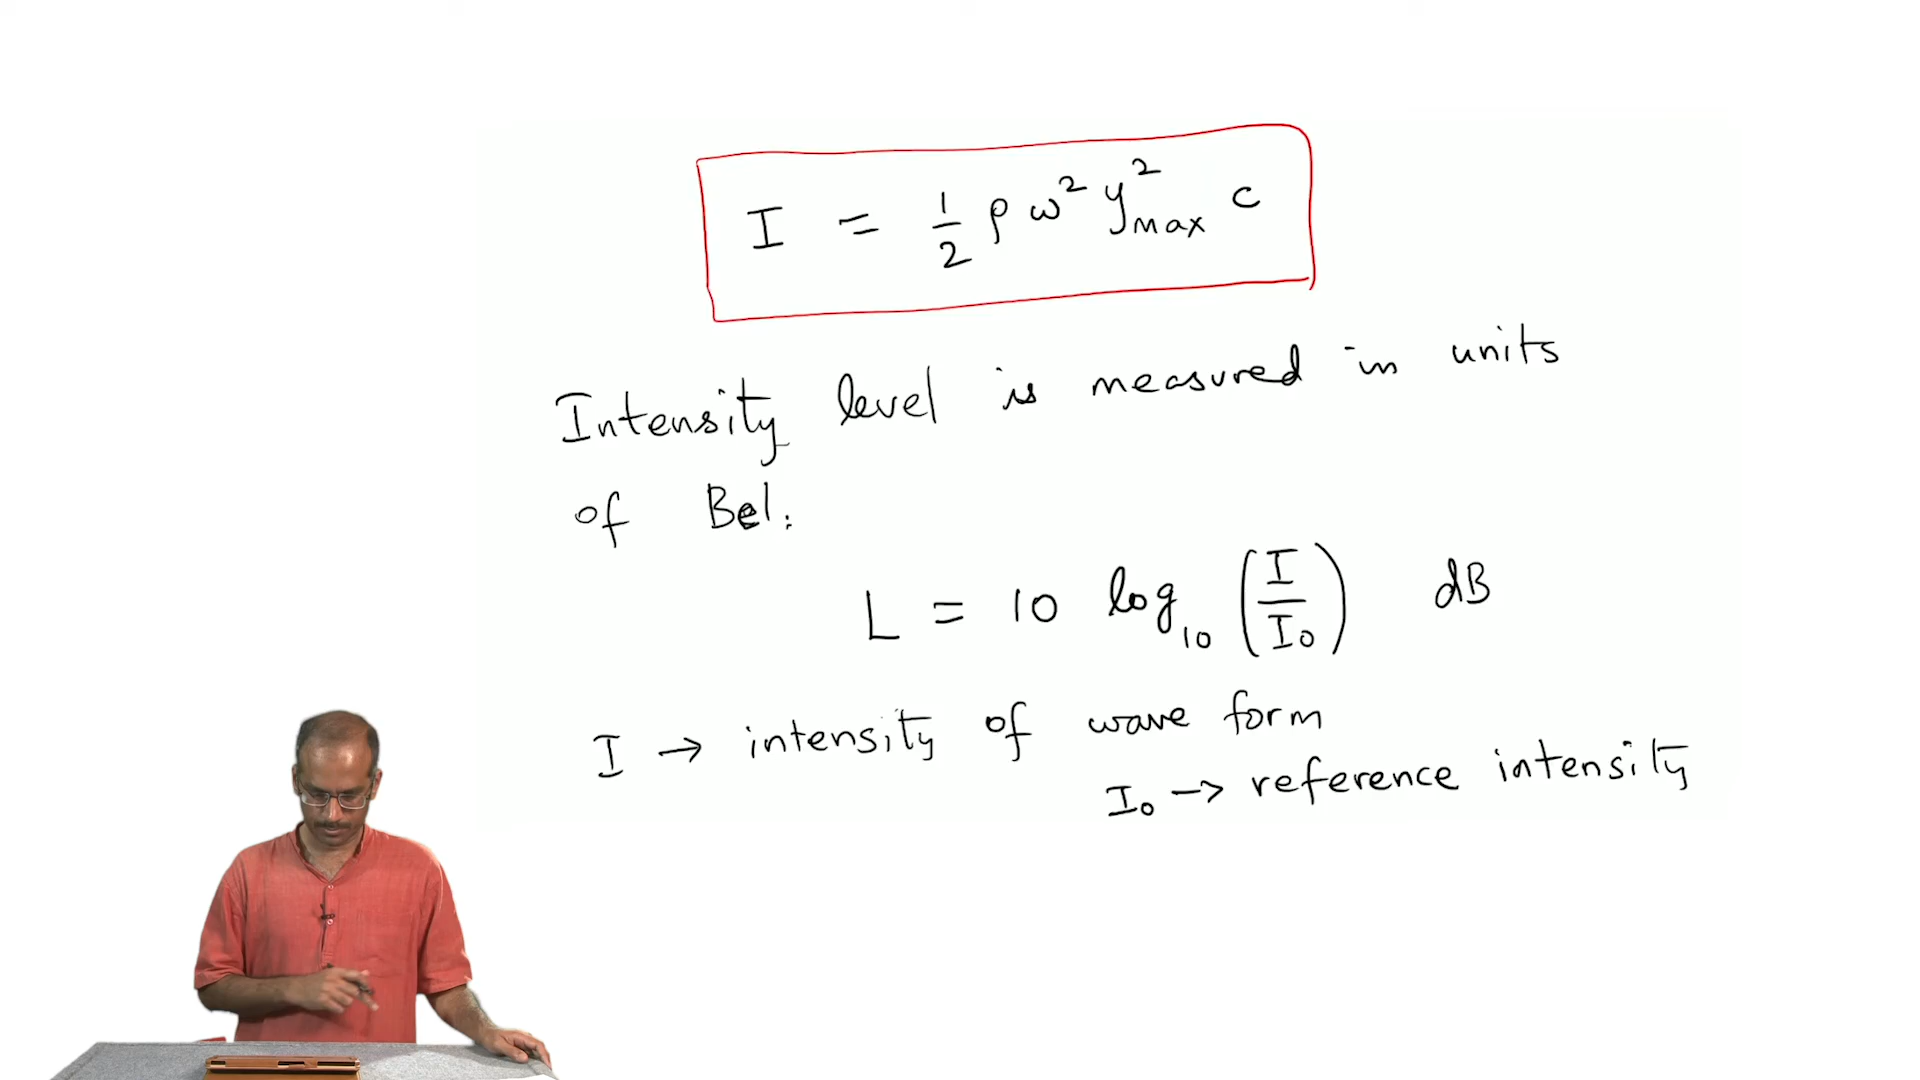 I = 1/2 ρ ω² y²max c
Intensity level is measured in units
of Bel.
L = 10 log₁₀ (I/I₀) dB
I → intensity of wave form
I₀ → reference intensity